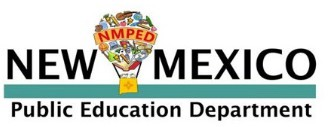 NMPED
NEW MEXICO
Public Education Department